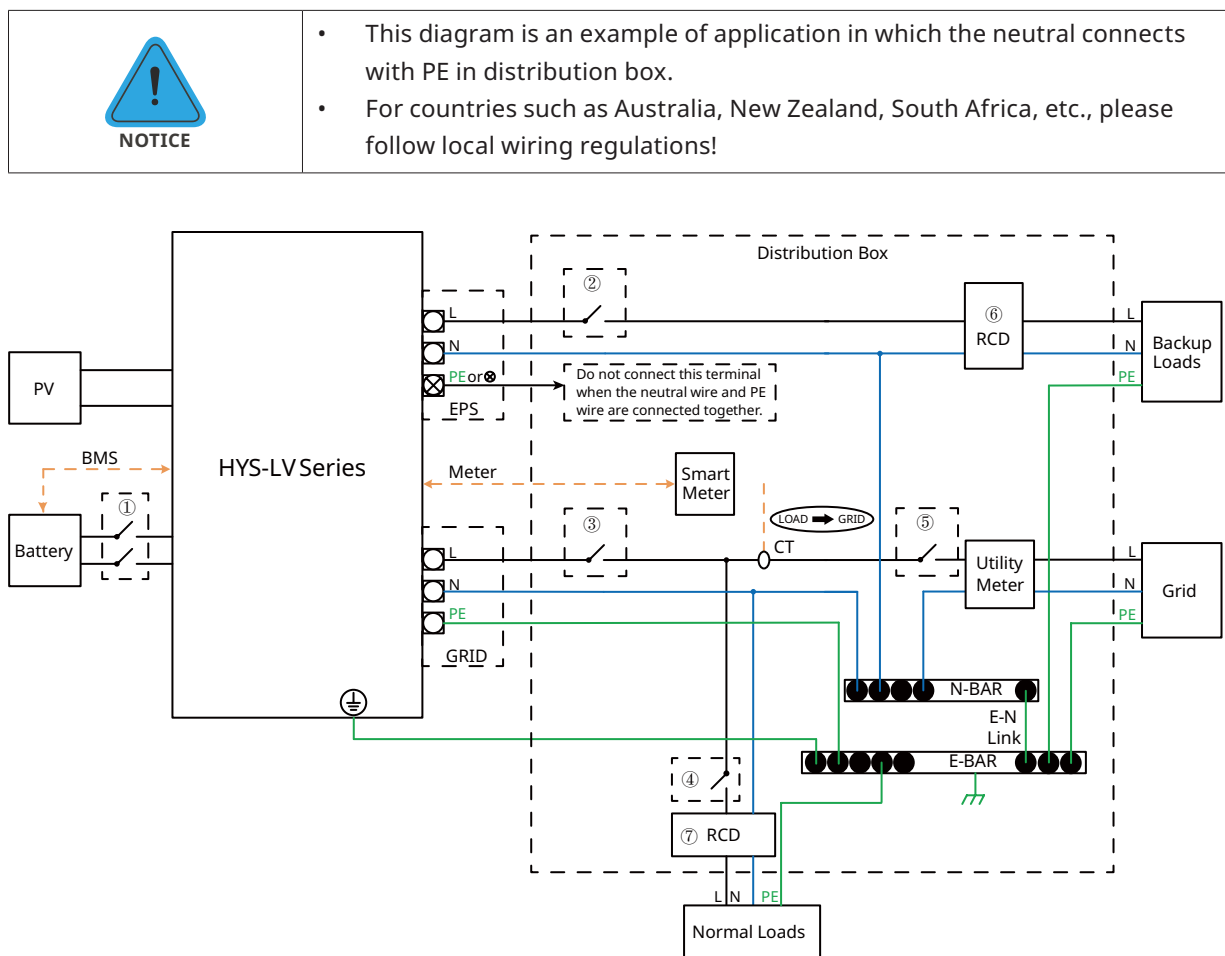 • This diagram is an example of application in which the neutral connects
with PE in distribution box.
• For countries such as Australia, New Zealand, South Africa, etc., please
follow local wiring regulations!
!
NOTICE
Distribution Box
②
L
N
PE or ⊗
EPS
Do not connect this terminal
when the neutral wire and PE
wire are connected together.
⑥
RCD
L
N
PE
Backup
Loads
PV
HYS-LV Series
BMS
①
Battery
Meter
Smart
Meter
LOAD ➡ GRID
CT
③
⑤
Utility
Meter
L
N
PE
GRID
L
N
PE
Grid
N-BAR
E-N
Link
E-BAR
④
⑦ RCD
L N PE
Normal Loads